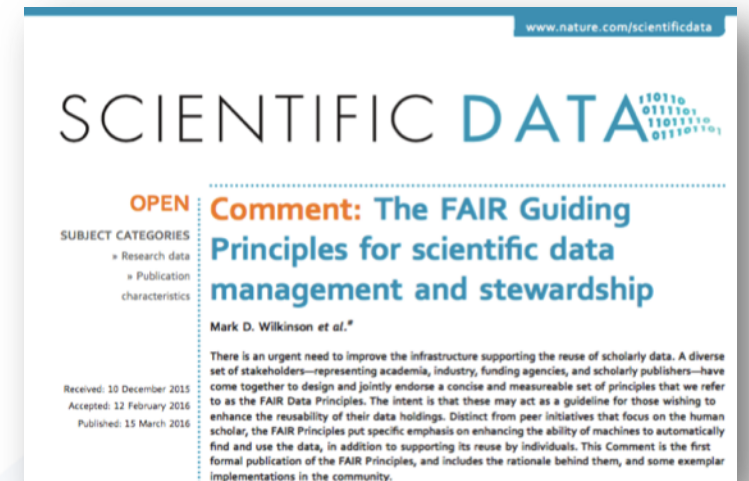 www.nature.com/scientificdata
SCIENTIFIC DATA
110110
011101
11011110
011101101
OPEN
SUBJECT CATEGORIES
» Research data
» Publication
characteristics
Received: 10 December 2015
Accepted: 12 February 2016
Published: 15 March 2016
Comment: The FAIR Guiding
Principles for scientific data
management and stewardship
Mark D. Wilkinson et al.#
There is an urgent need to improve the infrastructure supporting the reuse of scholarly data. A diverse
set of stakeholders—representing academia, industry, funding agencies, and scholarly publishers—have
come together to design and jointly endorse a concise and measureable set of principles that we refer
to as the FAIR Data Principles. The intent is that these may act as a guideline for those wishing to
enhance the reusability of their data holdings. Distinct from peer initiatives that focus on the human
scholar, the FAIR Principles put specific emphasis on enhancing the ability of machines to automatically
find and use the data, in addition to supporting its reuse by individuals. This Comment is the first
formal publication of the FAIR Principles, and includes the rationale behind them, and some exemplar
implementations in the community.